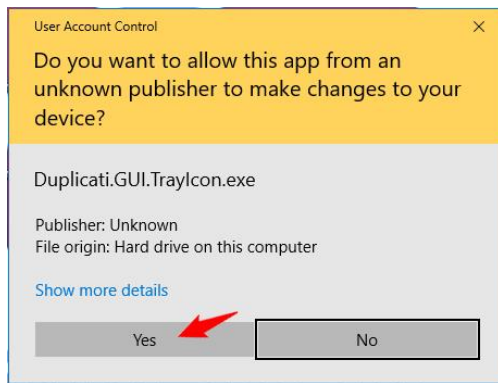 User Account Control
Do you want to allow this app from an
unknown publisher to make changes to your
device?
Duplicati.GUI.TrayIcon.exe
Publisher: Unknown
File origin: Hard drive on this computer
Show more details
Yes
No